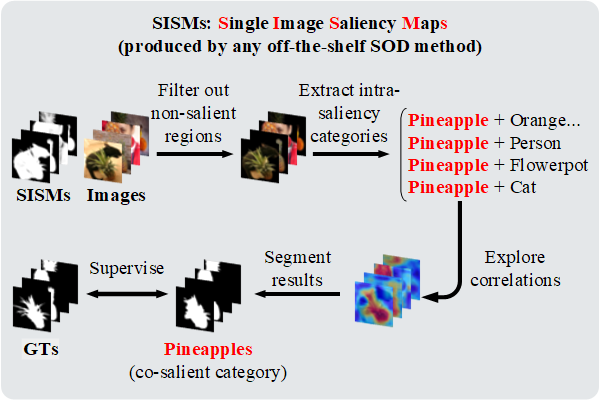 SISMs: Single Image Saliency Maps
(produced by any off-the-shelf SOD method)
Filter out
non-salient
regions
Extract intra-
saliency
categories
SISMs
Images
Pineapple + Orange...
Pineapple + Person
Pineapple + Flowerpot
Pineapple + Cat
Explore
correlations
Segment
results
Supervise
GTs
Pineapples
(co-salient category)